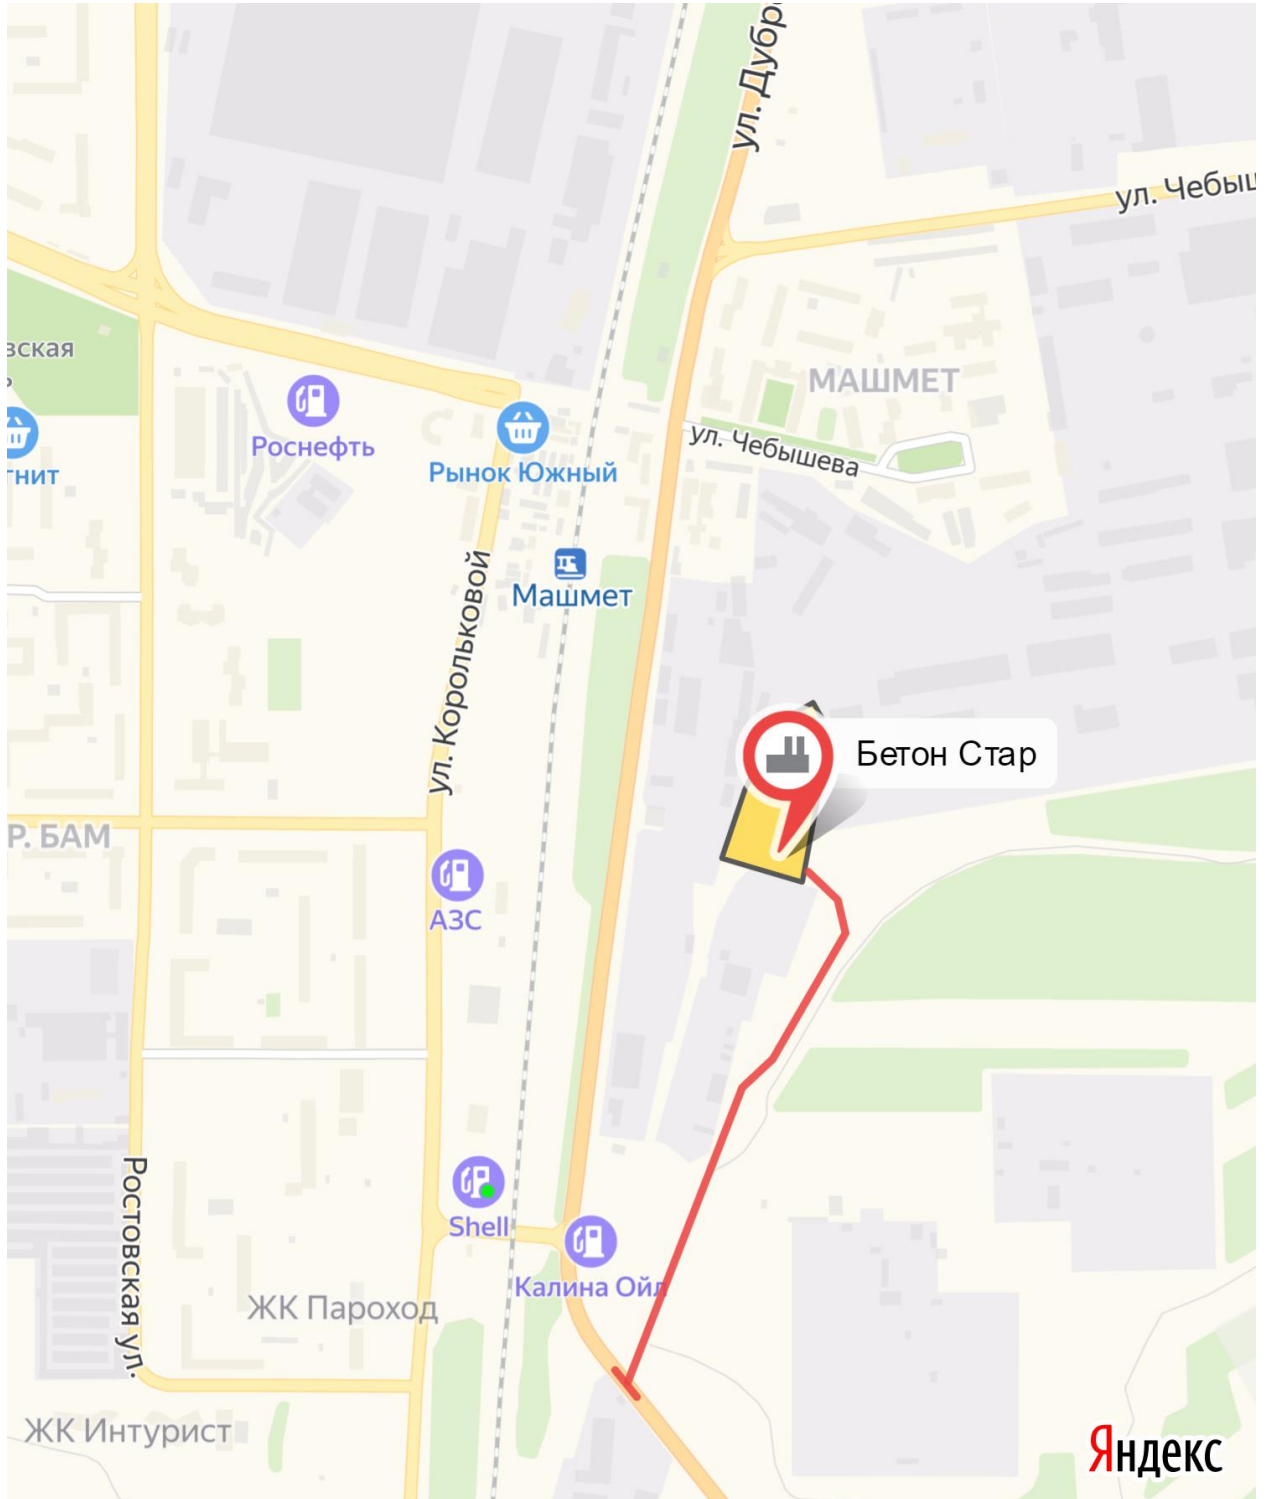 ул. Дубр
ул. Чебыш
вская
МАШМЕТ
Роснефть
ул. Чебышева
гнит
Рынок Южный
Машмет
ул. Корольковой
Бетон Стар
Р. БАМ
АЗС
Ростовская ул.
Shell
Калина Ойл
ЖК Пароход
ЖК Интурист
Яндекс